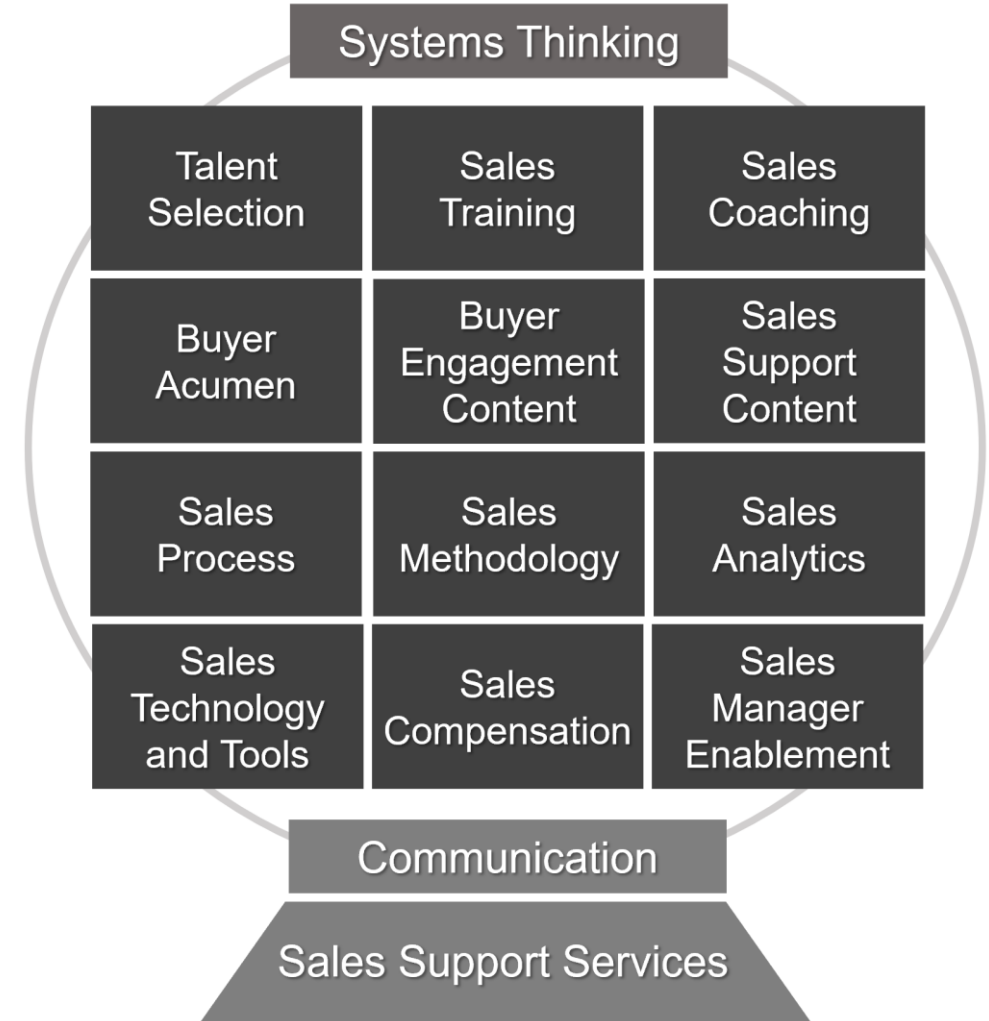 Systems Thinking
Talent
Selection
Sales
Training
Sales
Coaching
Buyer
Acumen
Buyer
Engagement
Content
Sales
Support
Content
Sales
Process
Sales
Methodology
Sales
Analytics
Sales
Technology
and Tools
Sales
Compensation
Sales
Manager
Enablement
Communication
Sales Support Services